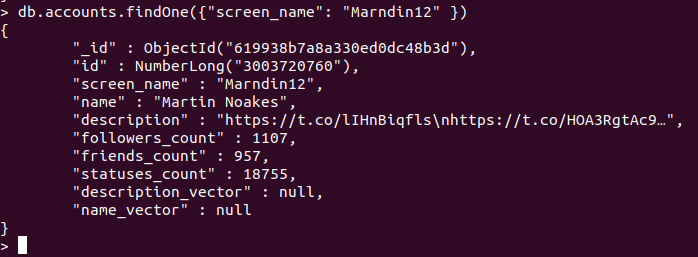 > db.accounts.findOne({"screen_name": "Marndin12" })
{
        "_id" : ObjectId("619938b7a8a330ed0dc48b3d"),
        "id" : NumberLong("3003720760"),
        "screen_name" : "Marndin12",
        "name" : "Martin Noakes",
        "description" : "https://t.co/lIHnBiqfls\nhttps://t.co/HOA3RgtAc9…",
        "followers_count" : 1107,
        "friends_count" : 957,
        "statuses_count" : 18755,
        "description_vector" : null,
        "name_vector" : null
}
>